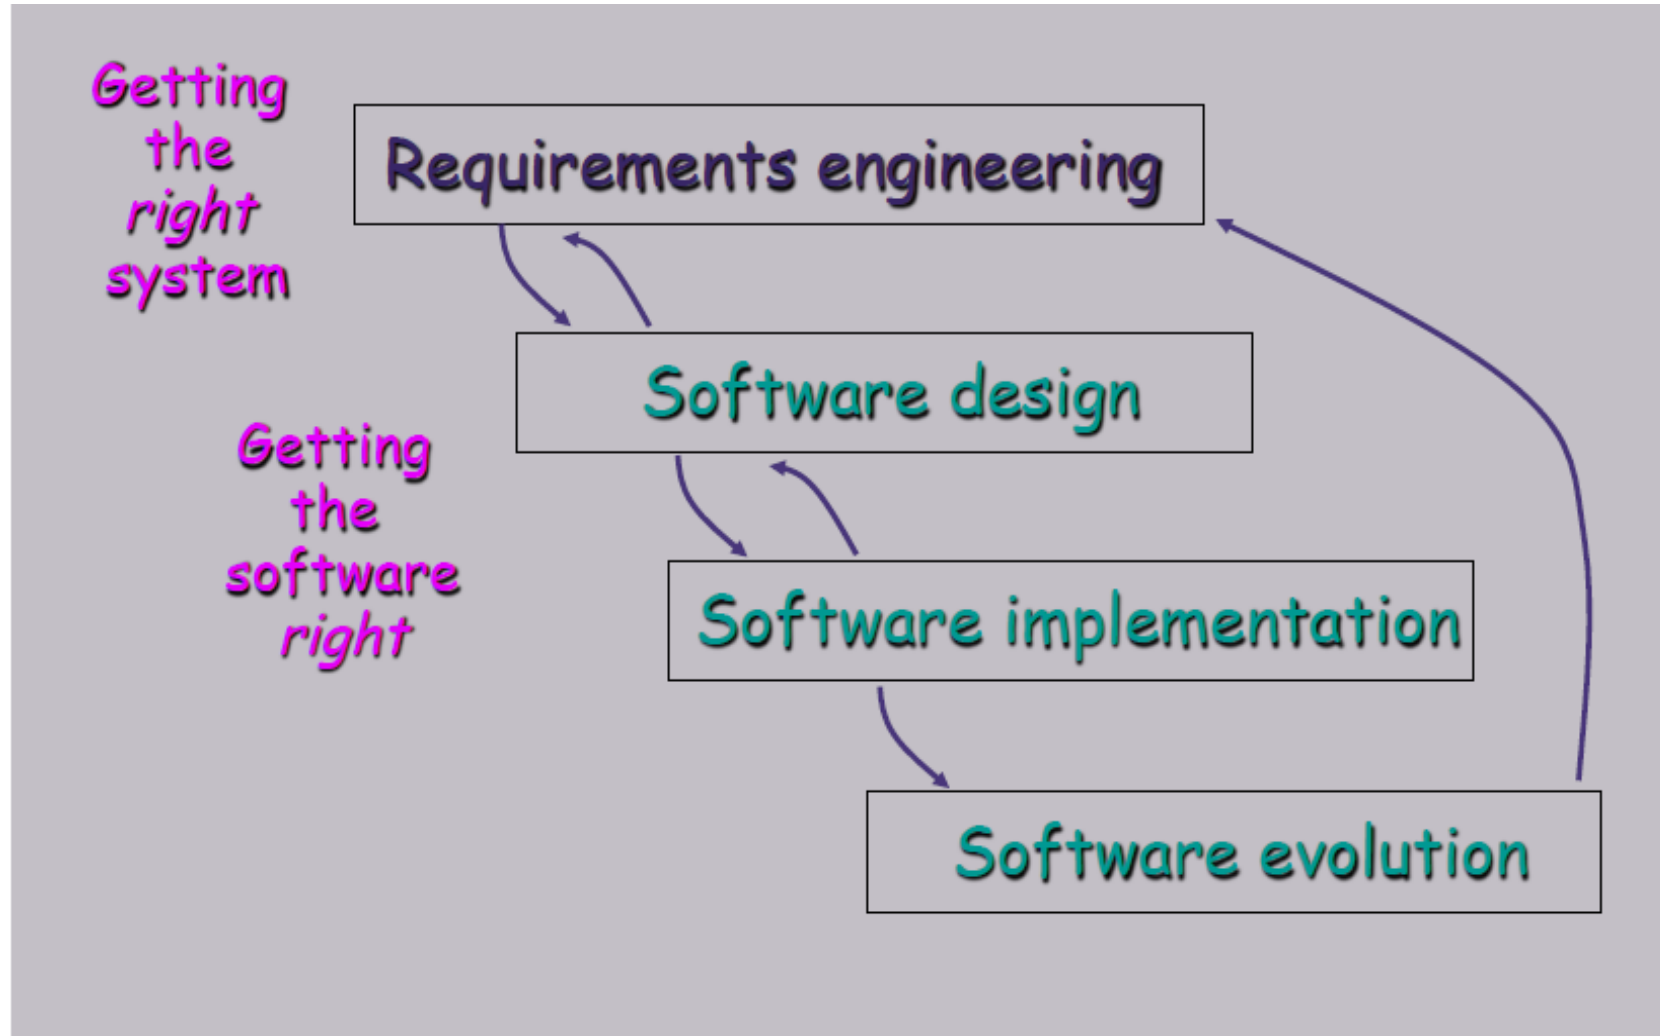 Getting
the
right
system
Requirements engineering
Software design
Getting
the
software
right
Software implementation
Software evolution